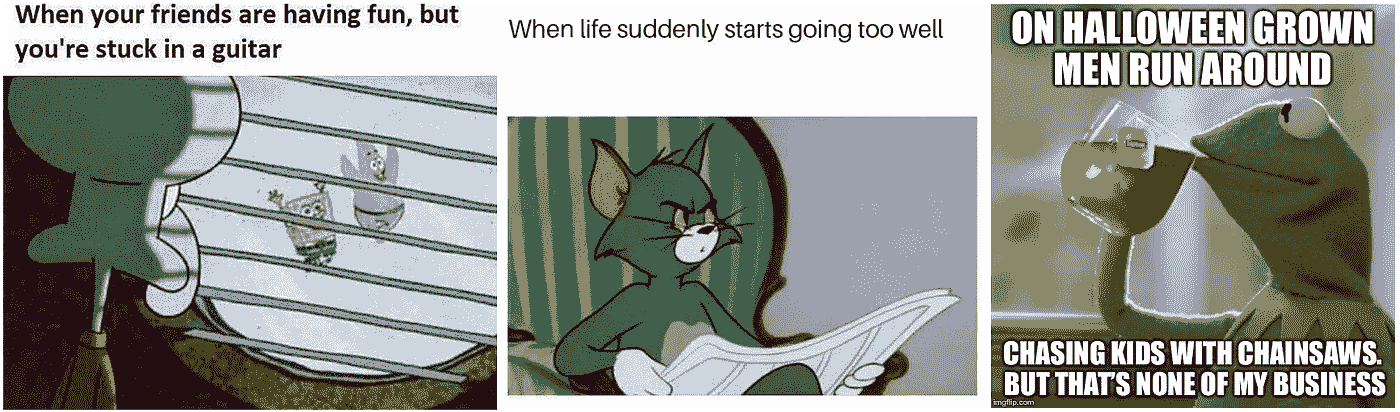 When your friends are having fun, but
you're stuck in a guitar
When life suddenly starts going too well
ON HALLOWEEN GROWN
MEN RUN AROUND
CHASING KIDS WITH CHAINSAWS.
BUT THAT'S NONE OF MY BUSINESS
imgflip.com